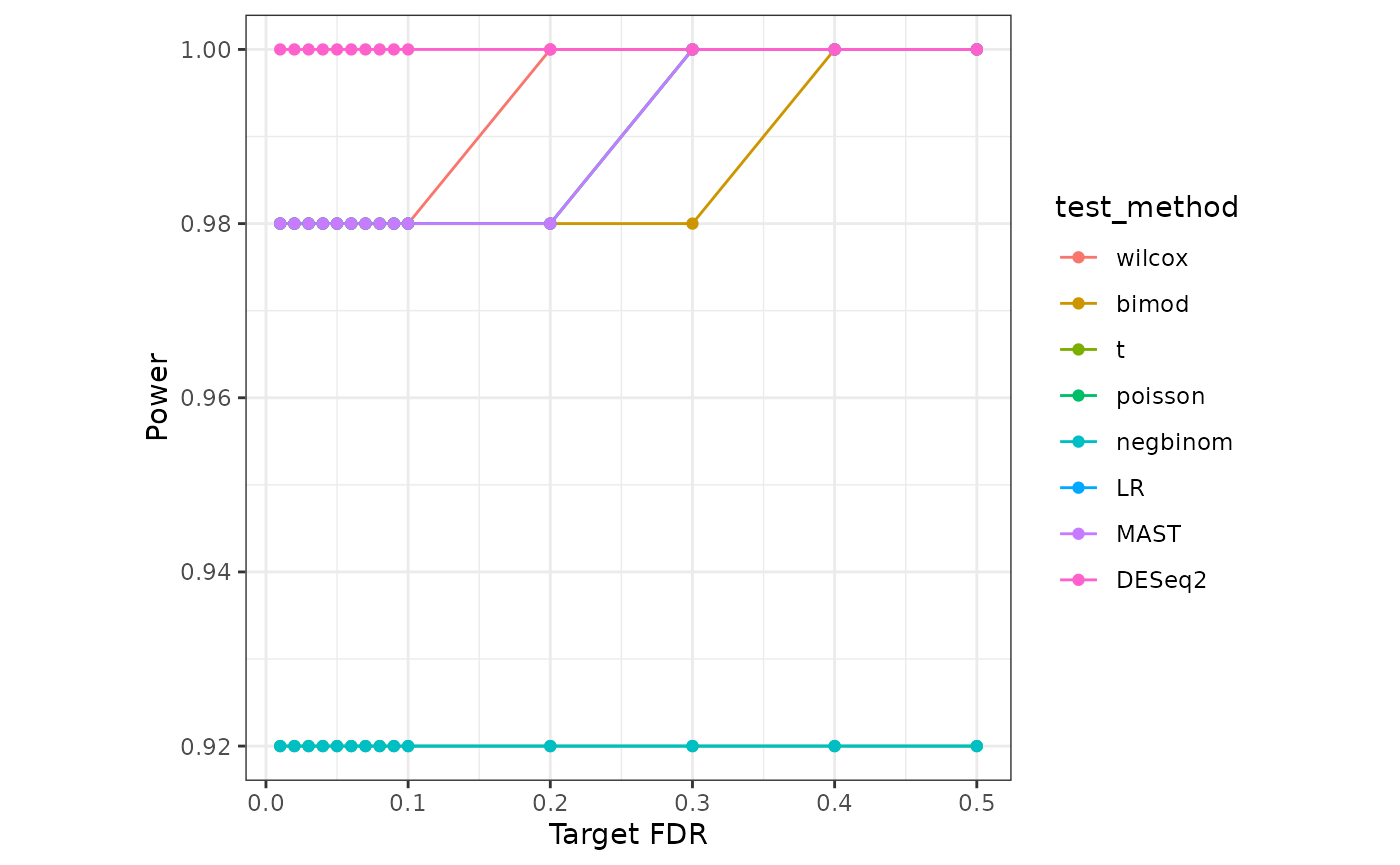 1.00
0.98
0.96
0.94
0.92
Power
0.0 0.1 0.2 0.3 0.4 0.5
Target FDR
test_method
wilcox
bimod
t
poisson
negbinom
LR
MAST
DESeq2